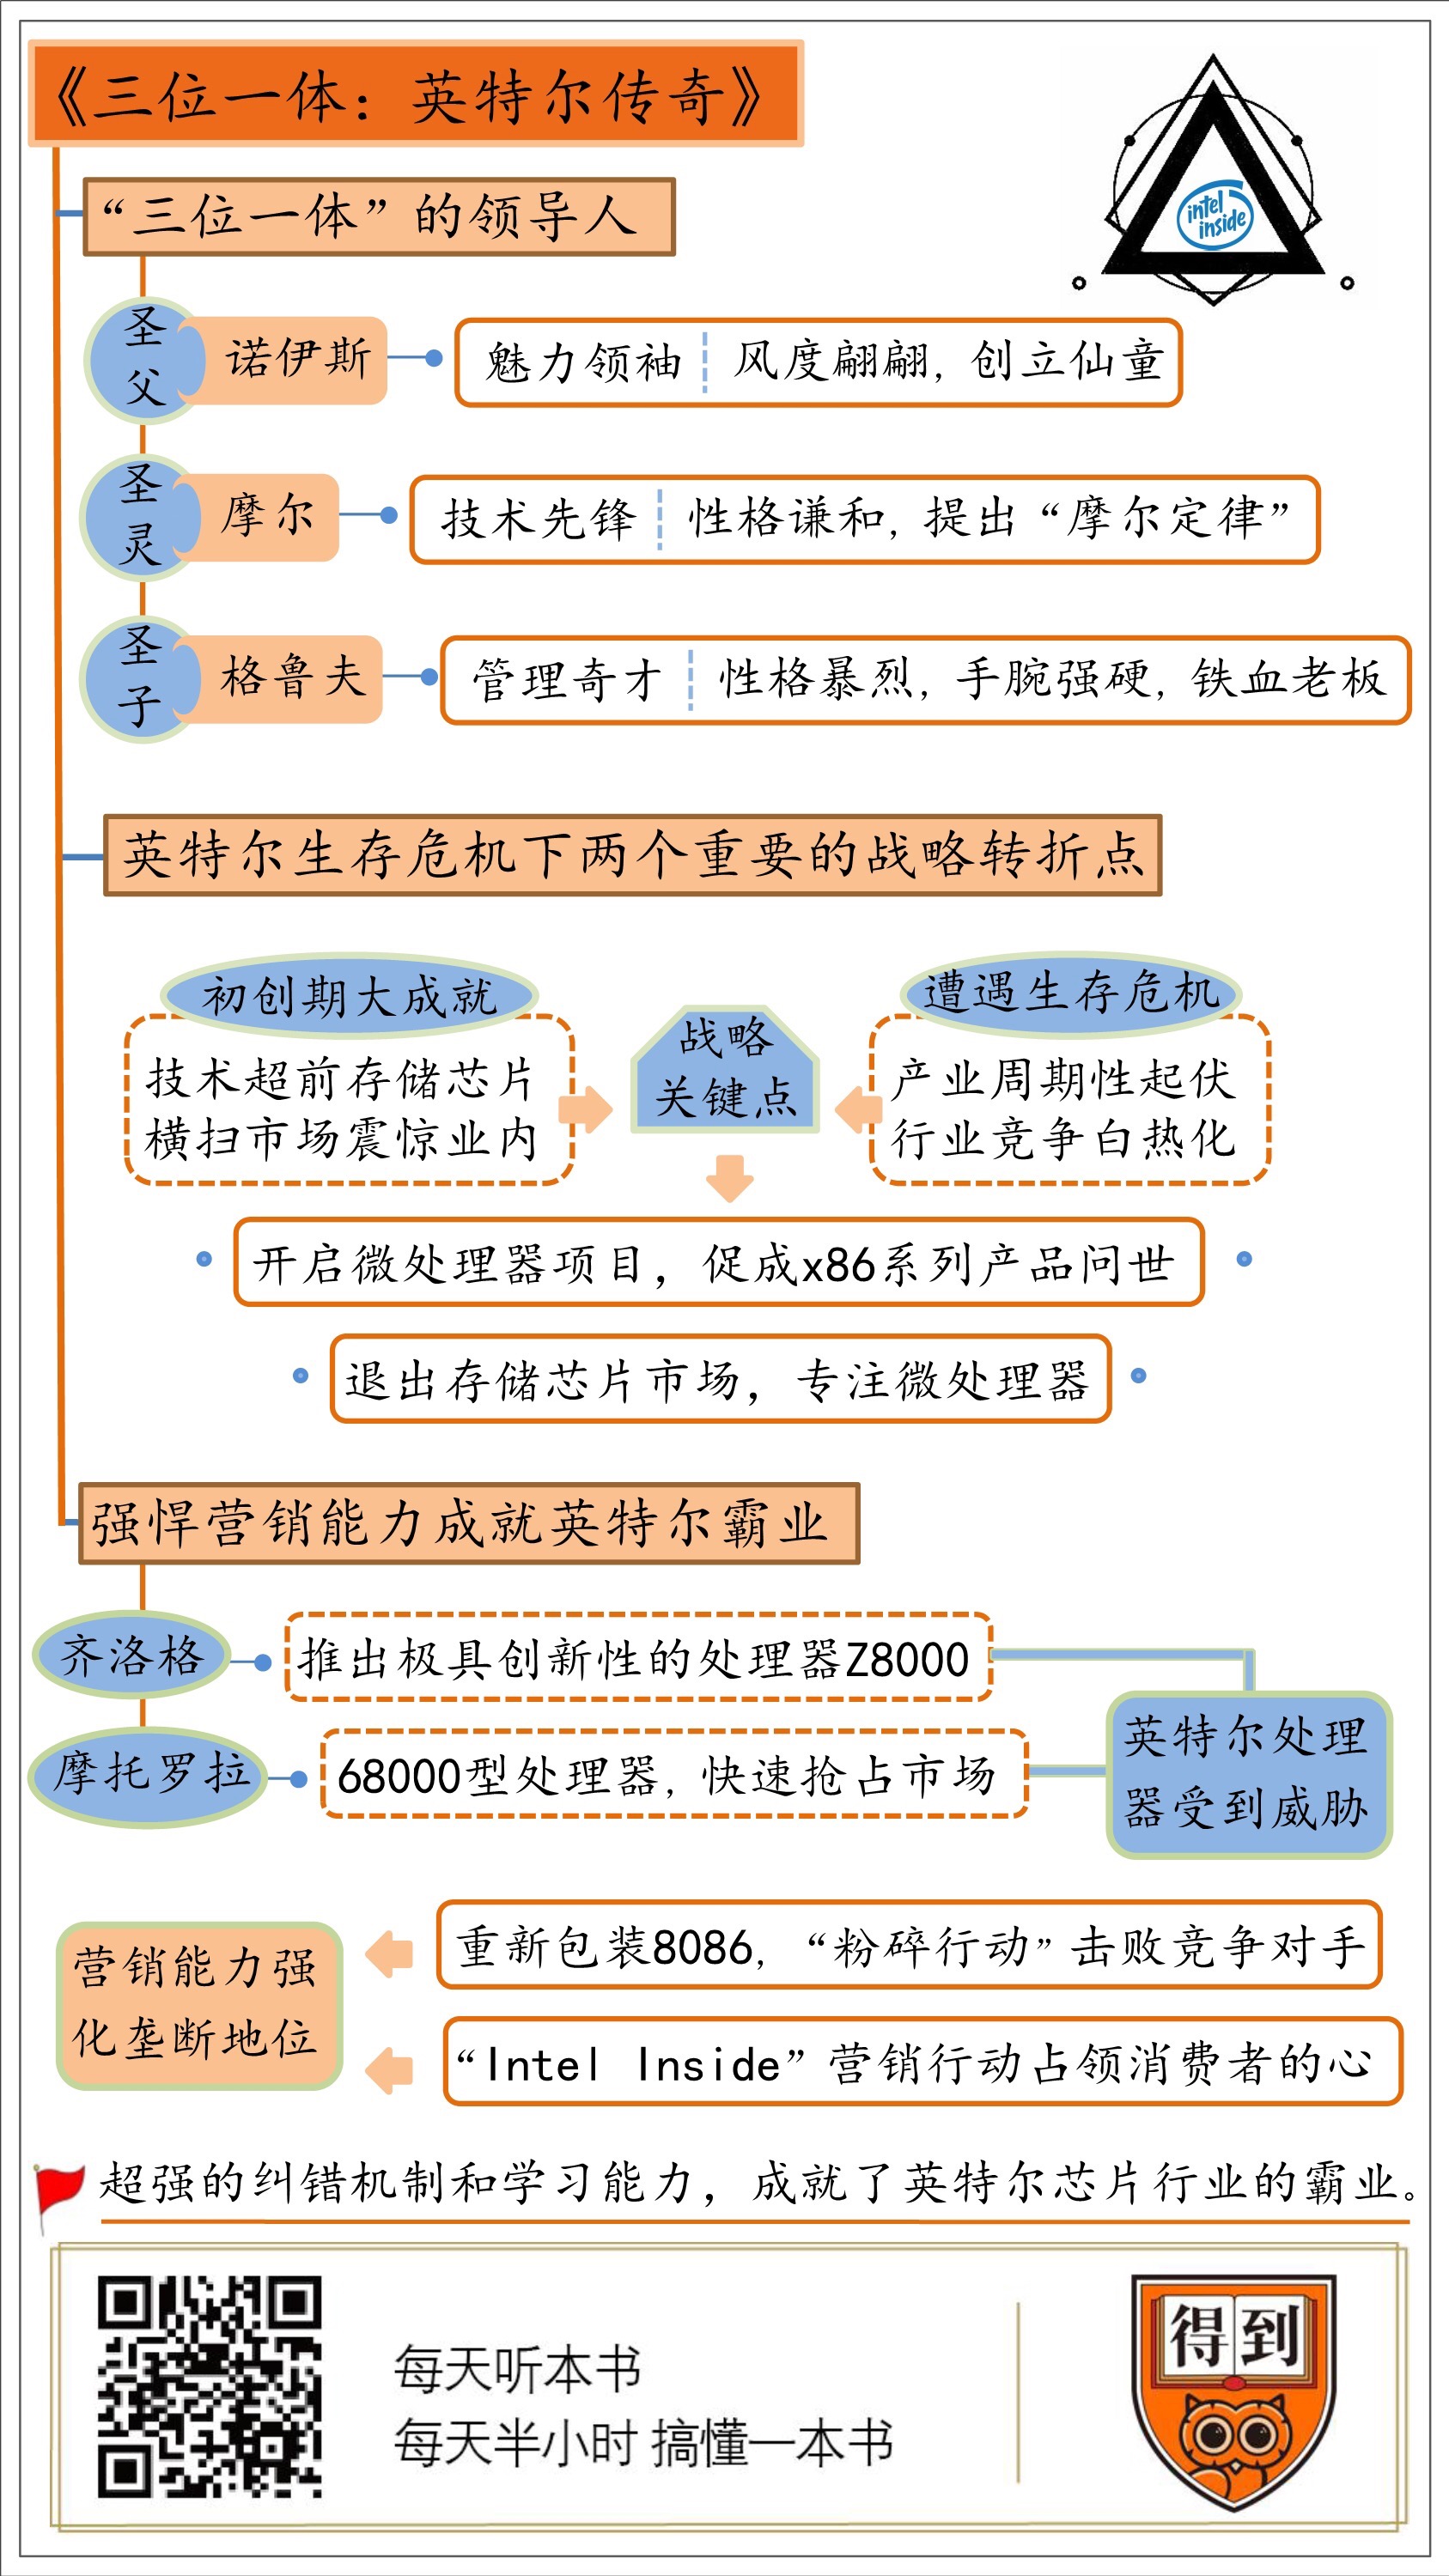 《三位一体：英特尔传奇》
intel
inside
“三位一体”的领导人
圣父
诺伊斯
魅力领袖
风度翩翩，创立仙童
圣灵
摩尔
技术先锋
性格谦和，提出“摩尔定律”
圣子
格鲁夫
管理奇才
性格暴烈，手腕强硬，铁血老板
英特尔生存危机下两个重要的战略转折点
初创期大成就
技术超前存储芯片
横扫市场震惊业内
战略
关键点
遭遇生存危机
产业周期性起伏
行业竞争白热化
开启微处理器项目，促成x86系列产品问世
退出存储芯片市场，专注微处理器
强悍营销能力成就英特尔霸业
齐洛格
推出极具创新性的处理器Z8000
摩托罗拉
68000型处理器，快速抢占市场
英特尔处理
器受到威胁
营销能力强
化垄断地位
重新包装8086，“粉碎行动”击败竞争对手
“Intel Inside”营销行动占领消费者的心
超强的纠错机制和学习能力，成就了英特尔芯片行业的霸业。
每天听本书
每天半小时 搞懂一本书
得到